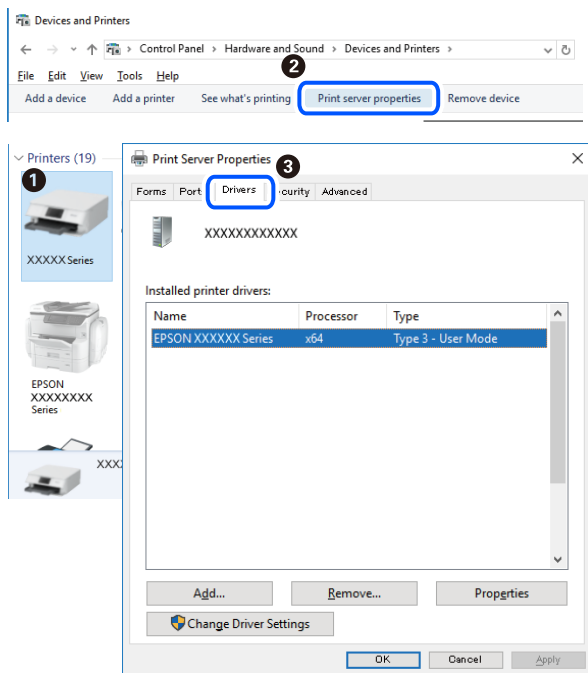 Devices and Printers
Control Panel > Hardware and Sound > Devices and Printers >
File Edit View Tools Help
2
Add a device Add a printer See what's printing Print server properties Remove device
Printers (19)
1
XXXXX Series
EPSON
XXXXXXXX
Series
XXX
Print Server Properties
3
Forms Port Drivers curity Advanced
XXXXXXXXXXXX
Installed printer drivers:
Name Processor Type
EPSON XXXXXX Series x64 Type 3 - User Mode
Add... Remove... Properties
Change Driver Settings
OK Cancel Apply